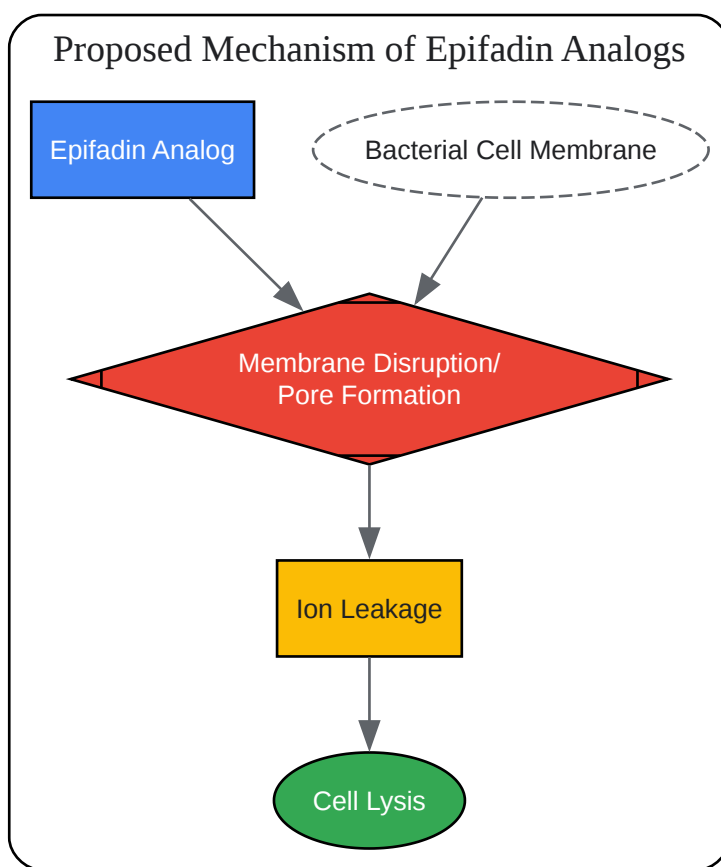 Proposed Mechanism of Epifadin Analogs
Epifadin Analog
Bacterial Cell Membrane
Membrane Disruption/
Pore Formation
Ion Leakage
Cell Lysis